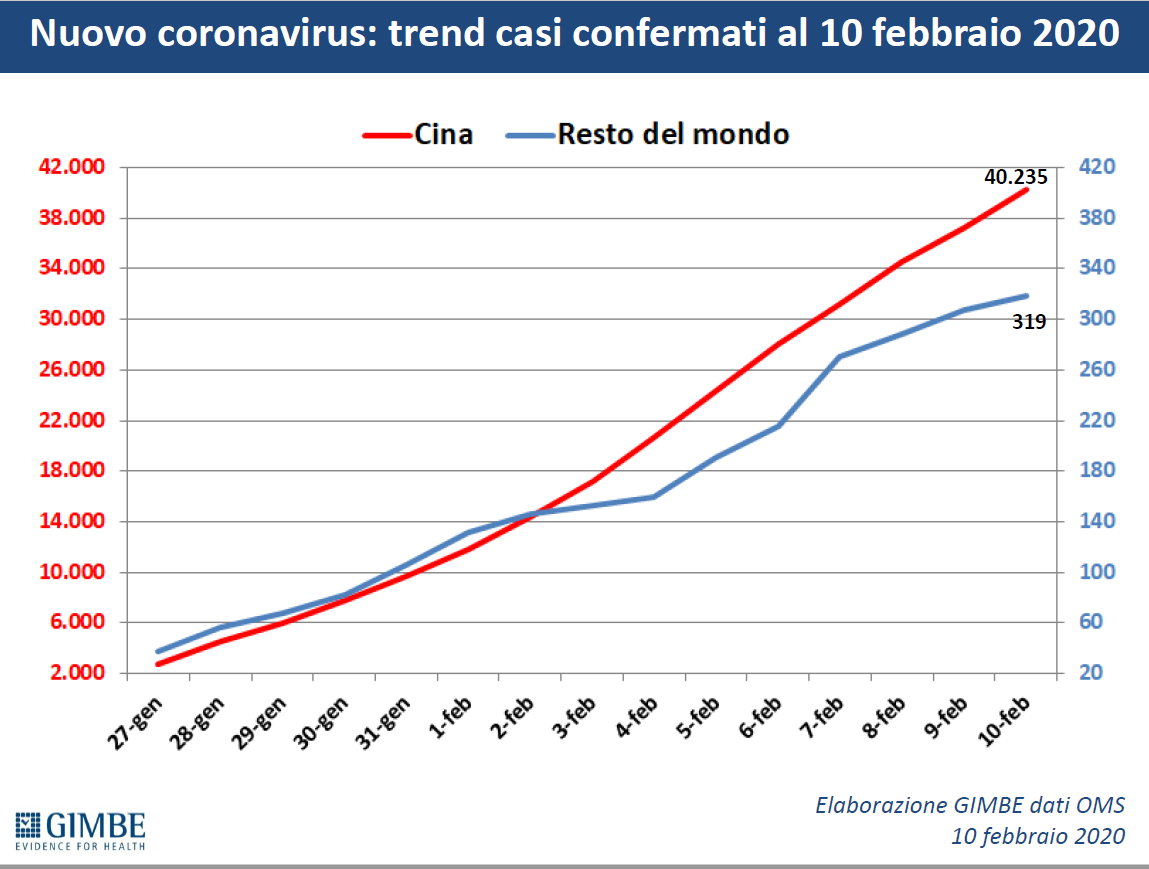 Nuovo coronavirus: trend casi confermati al 10 febbraio 2020
Cina Resto del mondo
42.000 420
40.235
38.000 380
34.000 340
30.000 300
319
26.000 260
22.000 220
18.000 180
14.000 140
10.000 100
6.000 60
2.000 20
27-gen 28-gen 29-gen 30-gen 31-gen 1-feb 2-feb 3-feb 4-feb 5-feb 6-feb 7-feb 8-feb 9-feb 10-feb
Elaborazione GIMBE dati OMS
10 febbraio 2020
GIMBE
EVIDENCE FOR HEALTH